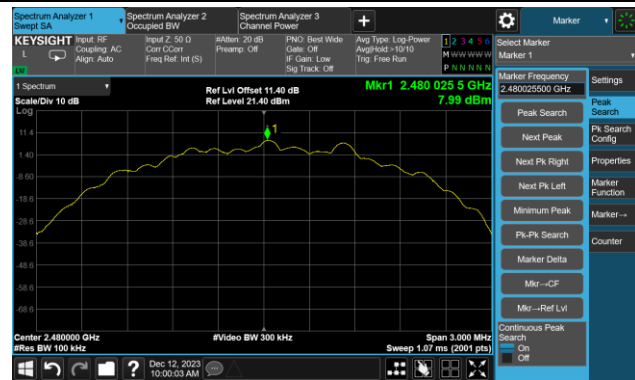 Spectrum Analyzer 1
Swept SA
Spectrum Analyzer 2
Occupied BW
Spectrum Analyzer 3
Channel Power
Marker
KEYSIGHT
L
Input: RF
Coupling: AC
Align: Auto
Input Z: 50 Ω
Corr CCorr
Freq Ref: Int (S)
#Atten: 20 dB
Preamp: Off
PNO: Best Wide
Gate: Off
IF Gain: Low
Sig Track: Off
Avg Type: Log-Power
Avg|Hold:>10/10
Trig: Free Run
1 2 3 4 5 6
M W W W W W
P N N N N N
Select Marker
Marker 1
1 Spectrum
Scale/Div 10 dB
Log
Ref Lvl Offset 11.40 dB
Ref Level 21.40 dBm
Mkr1 2.480 025 5 GHz
7.99 dBm
1
11.4
1.40
-8.60
-18.6
-28.6
-38.6
-48.6
-58.6
-68.6
Center 2.480000 GHz
#Res BW 100 kHz
#Video BW 300 kHz
Span 3.000 MHz
Sweep 1.07 ms (2001 pts)
Marker Frequency
2.480025500 GHz
Peak Search
Next Peak
Next Pk Right
Next Pk Left
Minimum Peak
Pk-Pk Search
Marker Delta
Mkr→CF
Mkr→Ref Lvl
Continuous Peak
Search
On
Off
Settings
Peak
Search
Pk Search
Config
Properties
Marker
Function
Marker→
Counter
?
Dec 12, 2023
10:00:03 AM